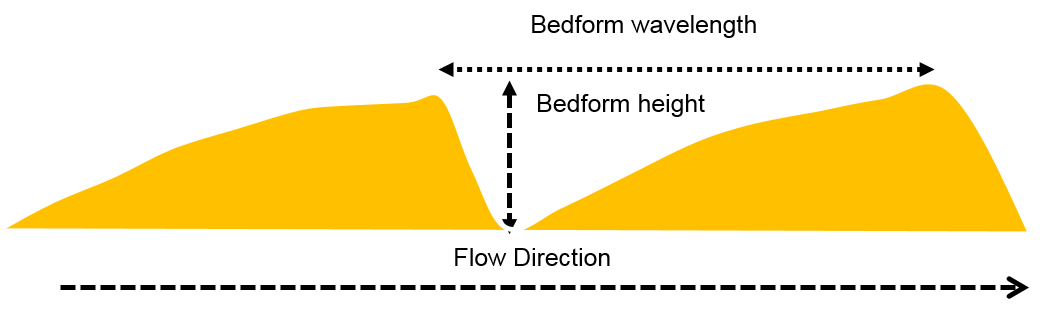 Bedform wavelength
Bedform height
Flow Direction